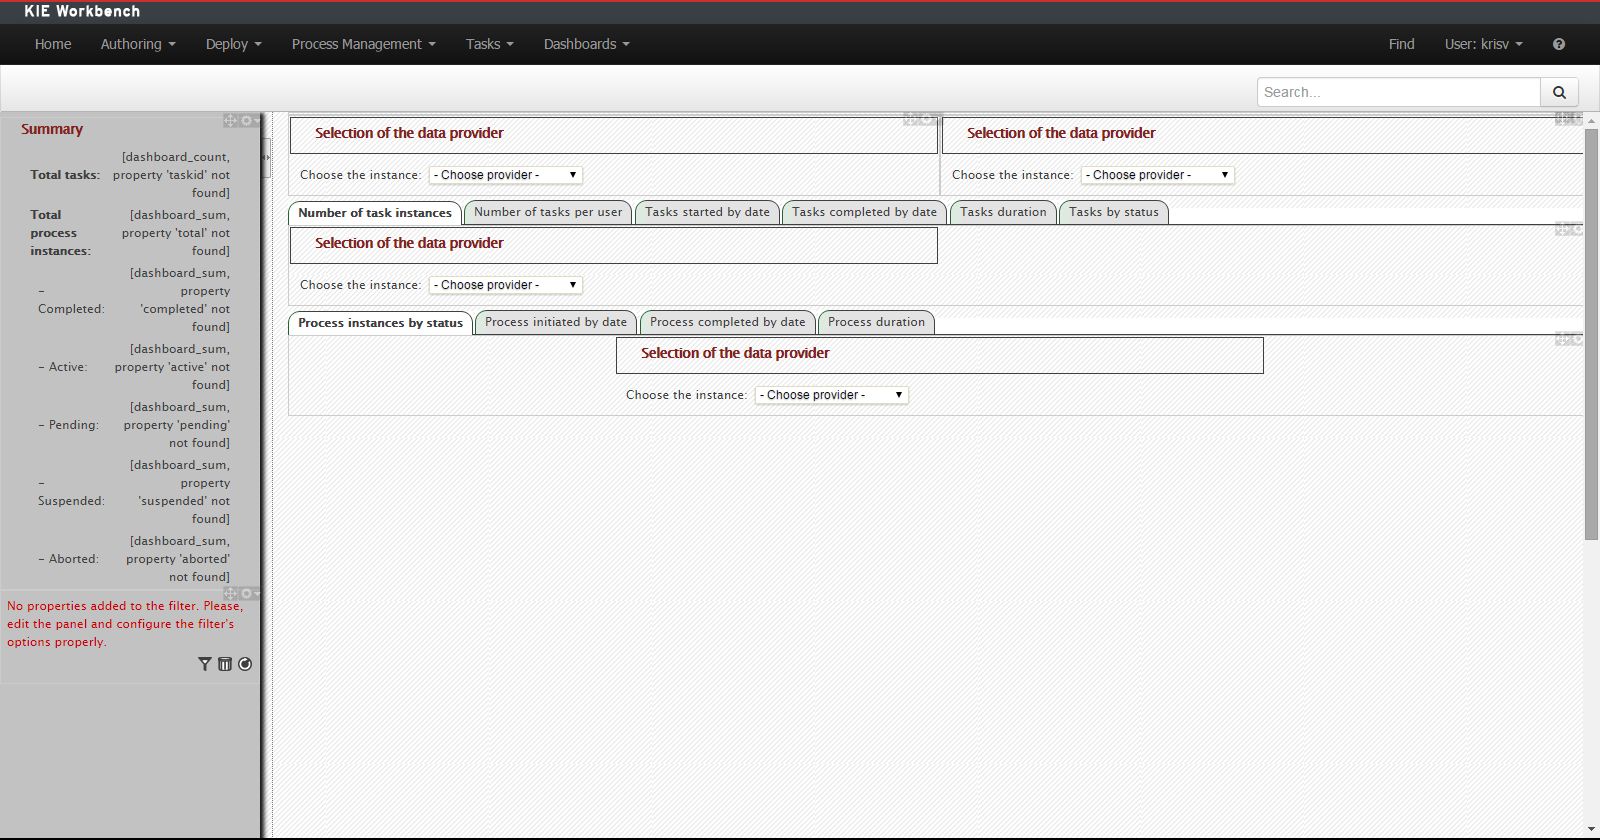 KIE Workbench
Home Authoring Deploy Process Management Tasks Dashboards Find User: krisv
Search...
Summary
[dashboard_count,
Total tasks: property 'taskid' not
found]
Total [dashboard_sum,
process property 'total' not
instances: found]
[dashboard_sum,
- property
Completed: 'completed' not
found]
[dashboard_sum,
- Active: property 'active' not
found]
[dashboard_sum,
- Pending: property 'pending'
not found]
[dashboard_sum,
- property
Suspended: 'suspended' not
found]
[dashboard_sum,
- Aborted: property 'aborted'
not found]
No properties added to the filter. Please,
edit the panel and configure the filter's
options properly.
Selection of the data provider
Choose the instance: - Choose provider -
Selection of the data provider
Choose the instance: - Choose provider -
Number of task instances Number of tasks per user Tasks started by date Tasks completed by date Tasks duration Tasks by status
Selection of the data provider
Choose the instance: - Choose provider -
Process instances by status Process initiated by date Process completed by date Process duration
Selection of the data provider
Choose the instance: - Choose provider -